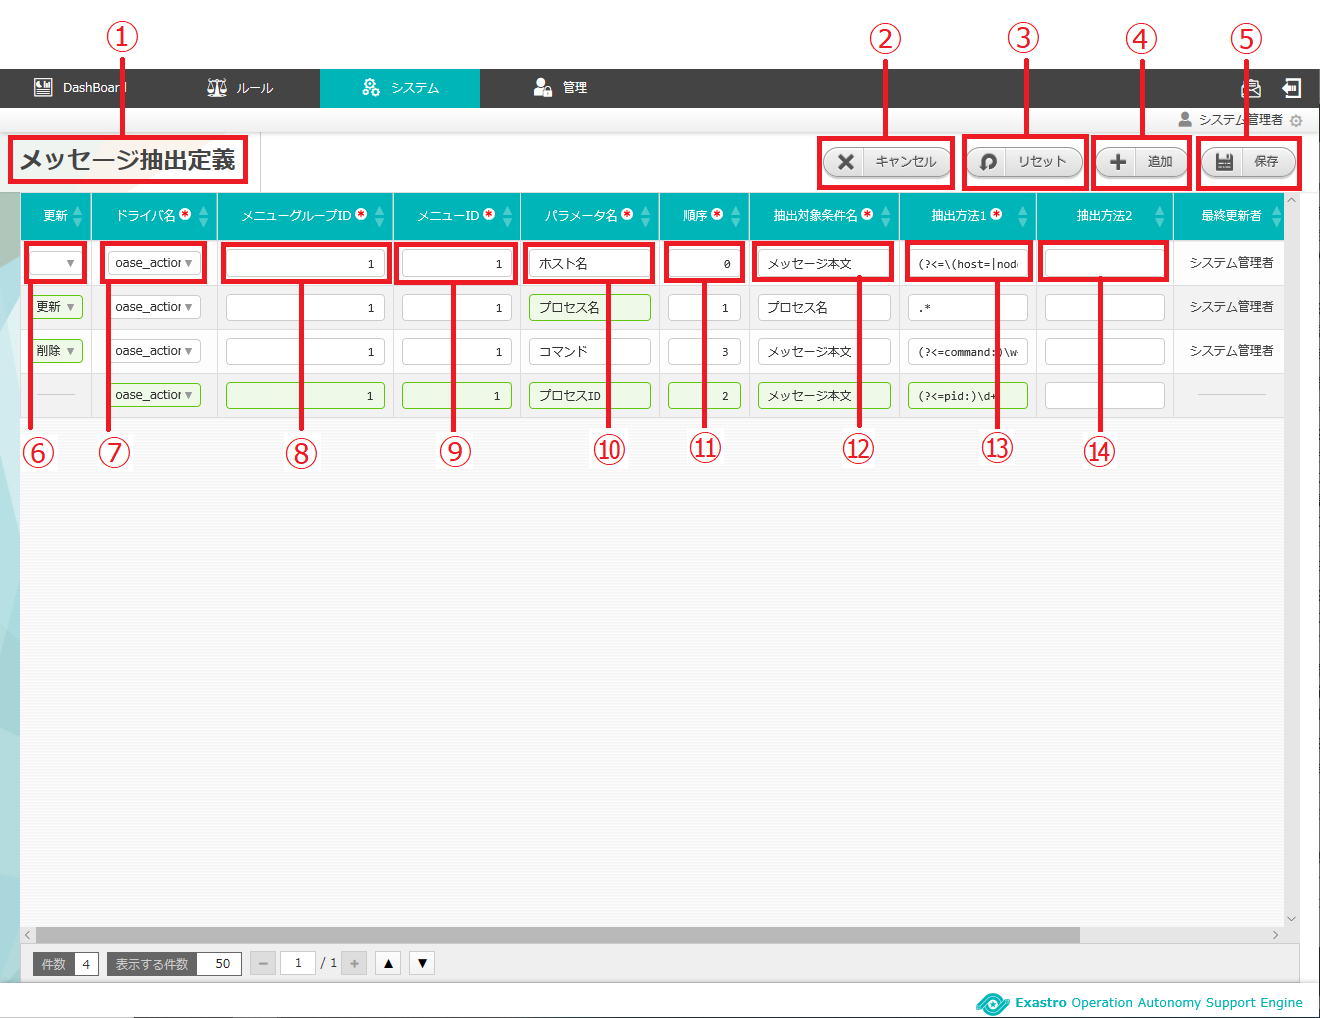 ① ② ③ ④ ⑤
DashBoard ルール システム 管理
システム管理者
メッセージ抽出定義 キャンセル リセット 追加 保存
更新 ドライバ名* メニューグループID* メニューID* パラメータ名* 順序* 抽出対象条件名* 抽出方法1* 抽出方法2 最終更新者
▼ oase_action ▼ 1 1 ホスト名 0 メッセージ本文 (?<=\(host=|node システム管理者
更新 ▼ oase_action ▼ 1 1 プロセス名 1 プロセス名 .* システム管理者
削除 ▼ oase_action ▼ 1 1 コマンド 3 メッセージ本文 (?<=command:)\w+ システム管理者
oase_action ▼ 1 1 プロセスID 2 メッセージ本文 (?<=pid:)\d+
⑥ ⑦ ⑧ ⑨ ⑩ ⑪ ⑫ ⑬ ⑭
件数 4 表示する件数 50 − 1 / 1 + ▲ ▼
Exastro Operation Autonomy Support Engine